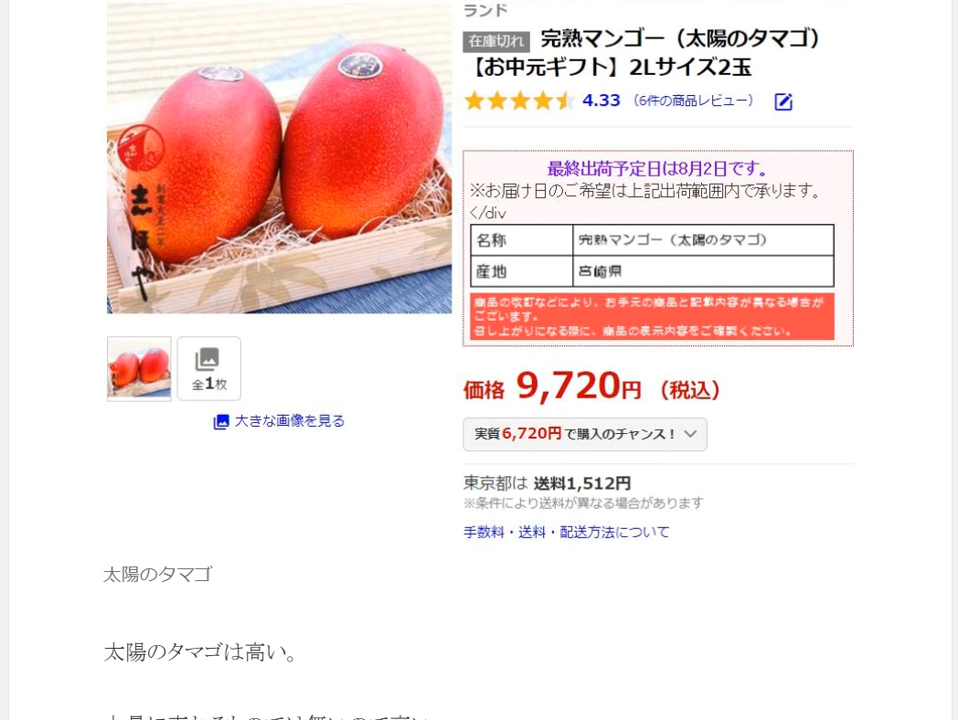 ランド
在庫切れ 完熟マンゴー（太陽のタマゴ）
【お中元ギフト】2Lサイズ2玉
4.33 （6件の商品レビュー）
最終出荷予定日は8月2日です。
※お届け日のご希望は上記出荷範囲内で承ります。
</div
名称 完熟マンゴー（太陽のタマゴ）
産地 宮崎県
商品の改訂などにより、お手元の商品と記載内容が異なる場合が
ございます。
召し上がりになる際に、商品の表示内容をご確認ください。
志ほや
創業大正二年
全1枚
大きな画像を見る
価格 9,720円 （税込）
実質6,720円で購入のチャンス！
東京都は 送料1,512円
※条件により送料が異なる場合があります
手数料・送料・配送方法について
太陽のタマゴ
太陽のタマゴは高い。